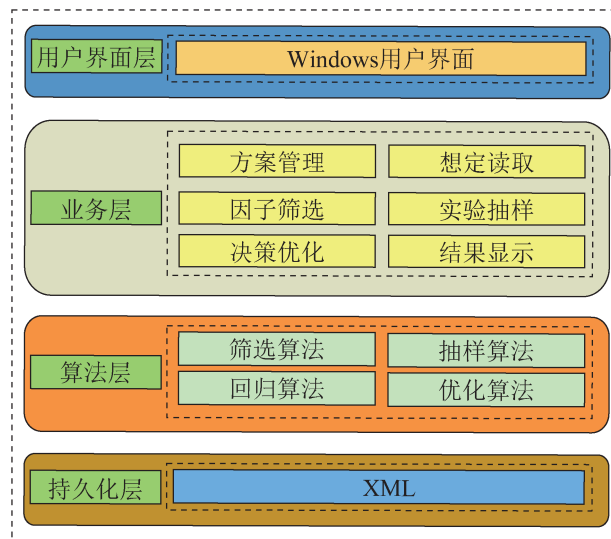 用户界面层
Windows用户界面
业务层
方案管理
想定读取
因子筛选
实验抽样
决策优化
结果显示
算法层
筛选算法
抽样算法
回归算法
优化算法
持久化层
XML